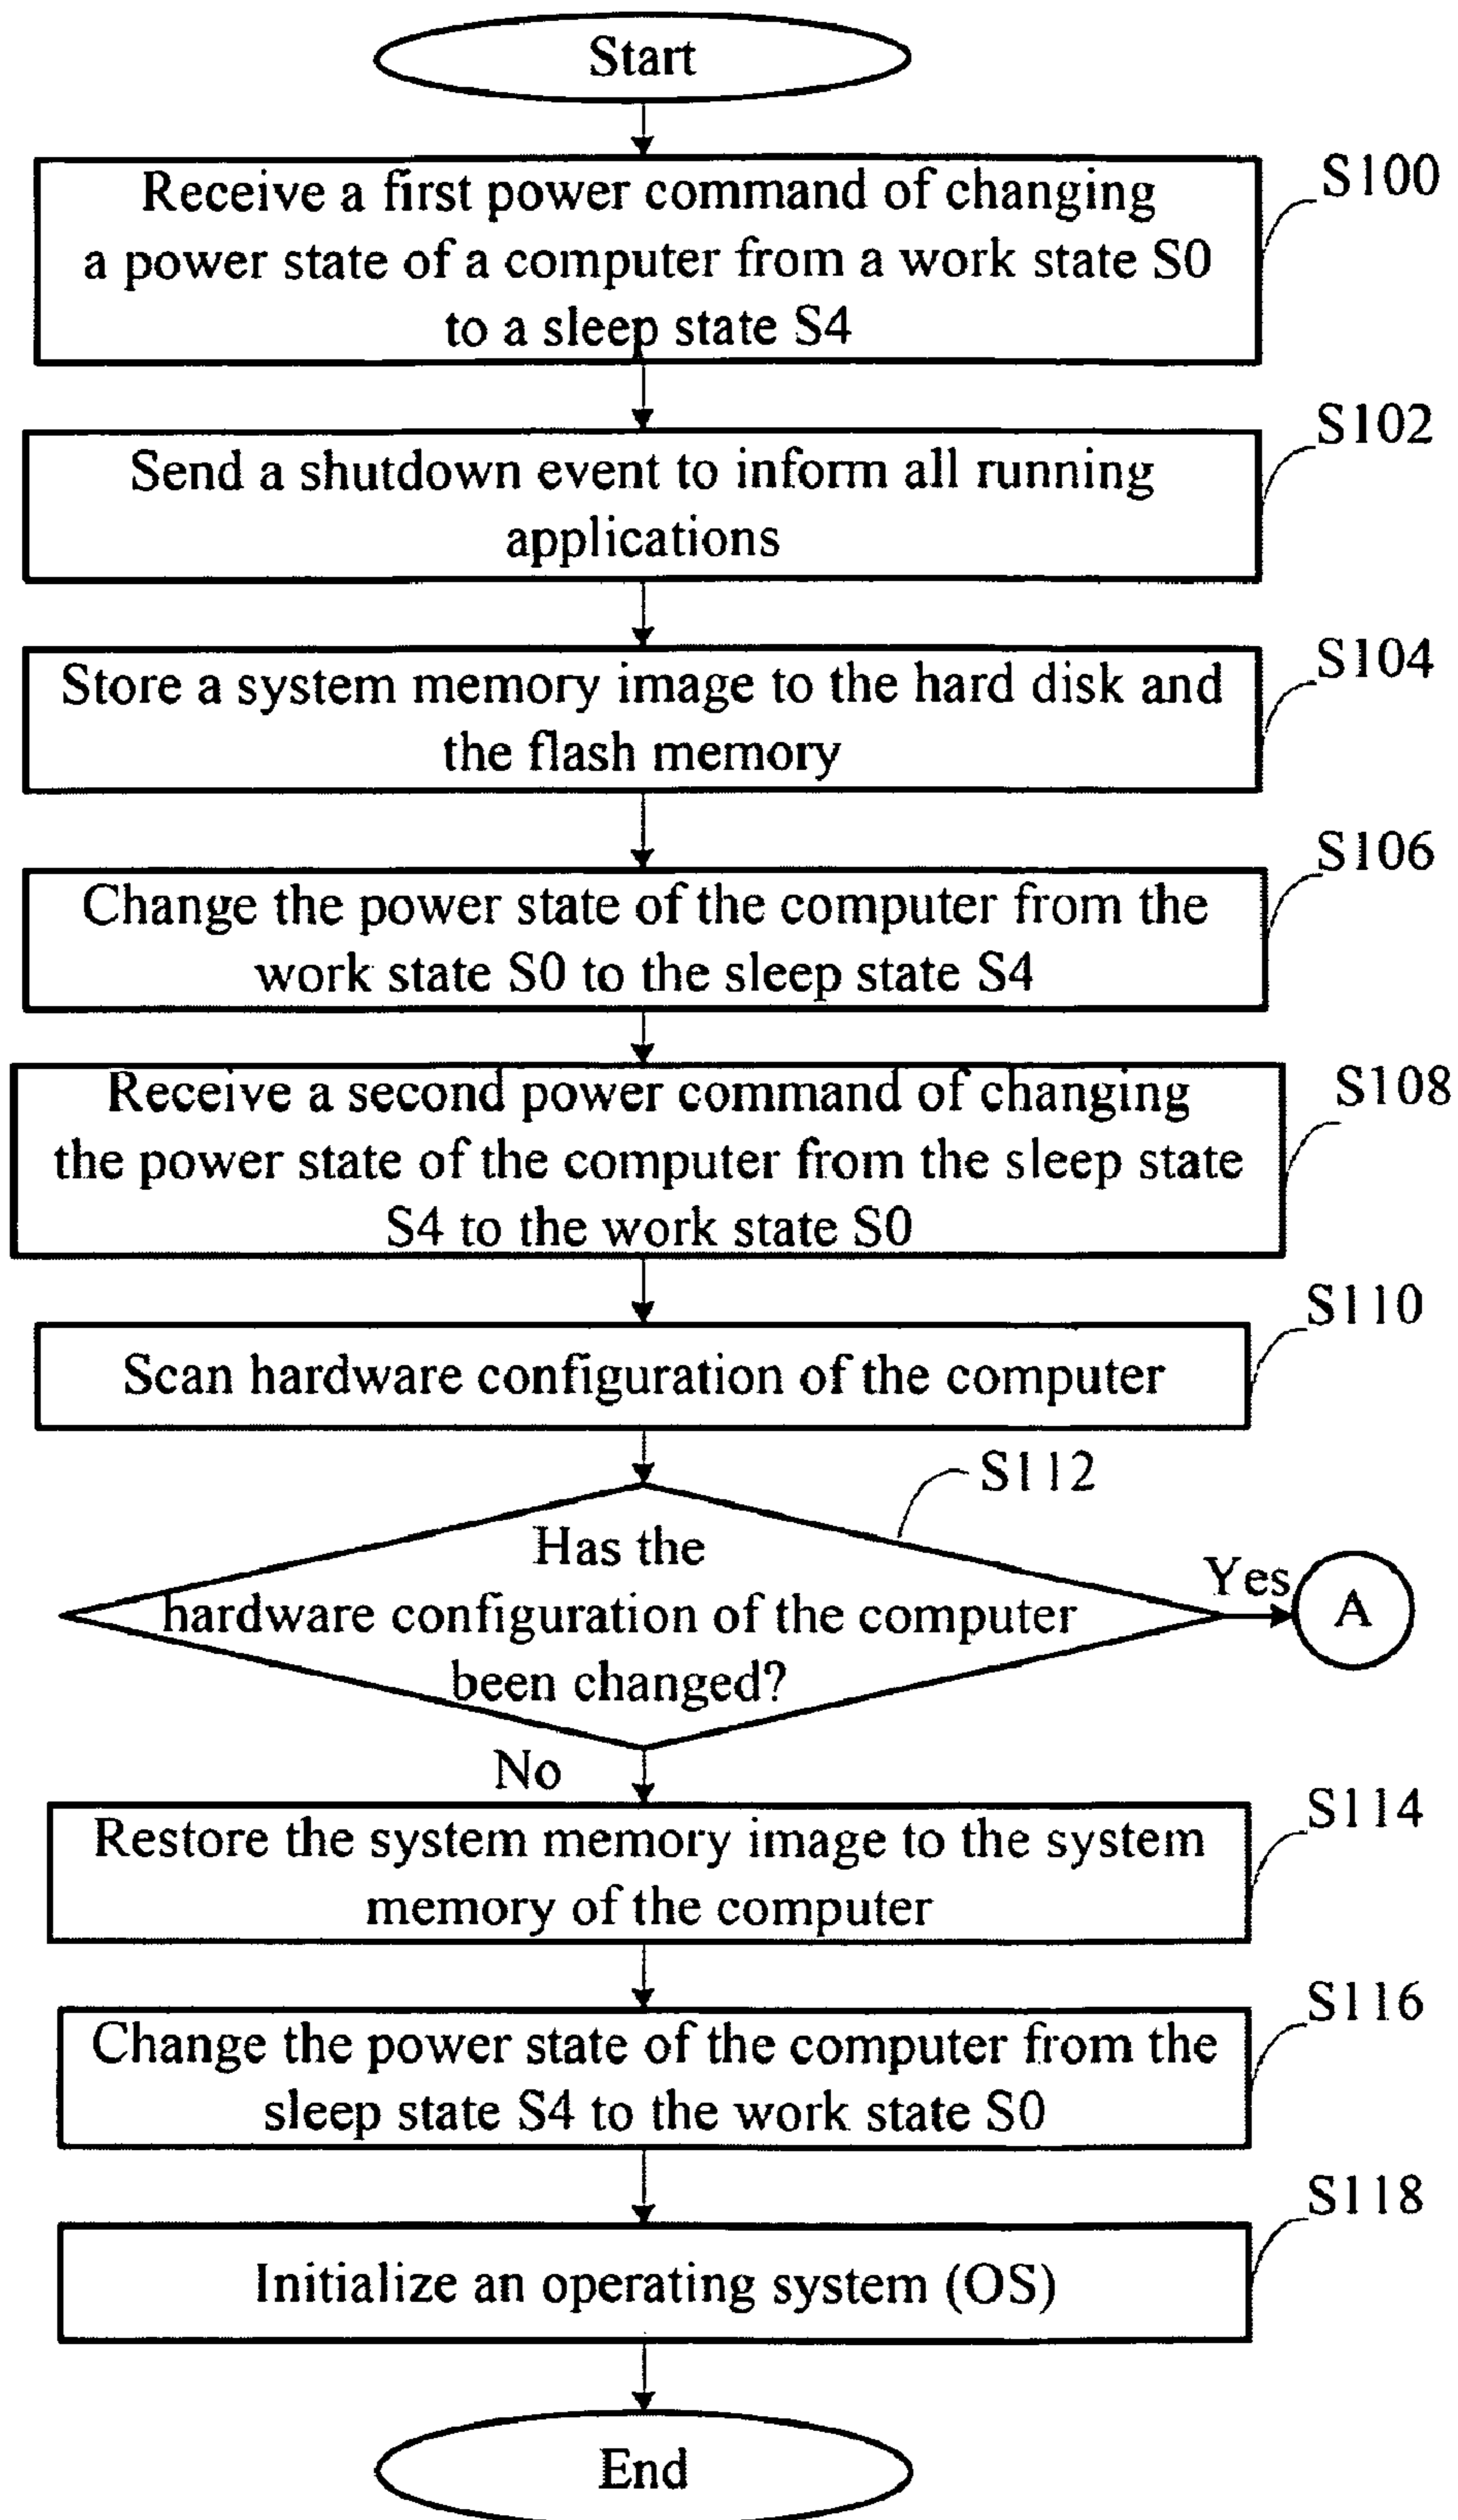 Start
Receive a first power command of changing
a power state of a computer from a work state S0
to a sleep state S4
S100
Send a shutdown event to inform all running
applications
S102
Store a system memory image to the hard disk and
the flash memory
S104
Change the power state of the computer from the
work state S0 to the sleep state S4
S106
Receive a second power command of changing
the power state of the computer from the sleep state
S4 to the work state S0
S108
Scan hardware configuration of the computer
S110
Has the
hardware configuration of the computer
been changed?
S112
Yes
A
No
Restore the system memory image to the system
memory of the computer
S114
Change the power state of the computer from the
sleep state S4 to the work state S0
S116
Initialize an operating system (OS)
S118
End